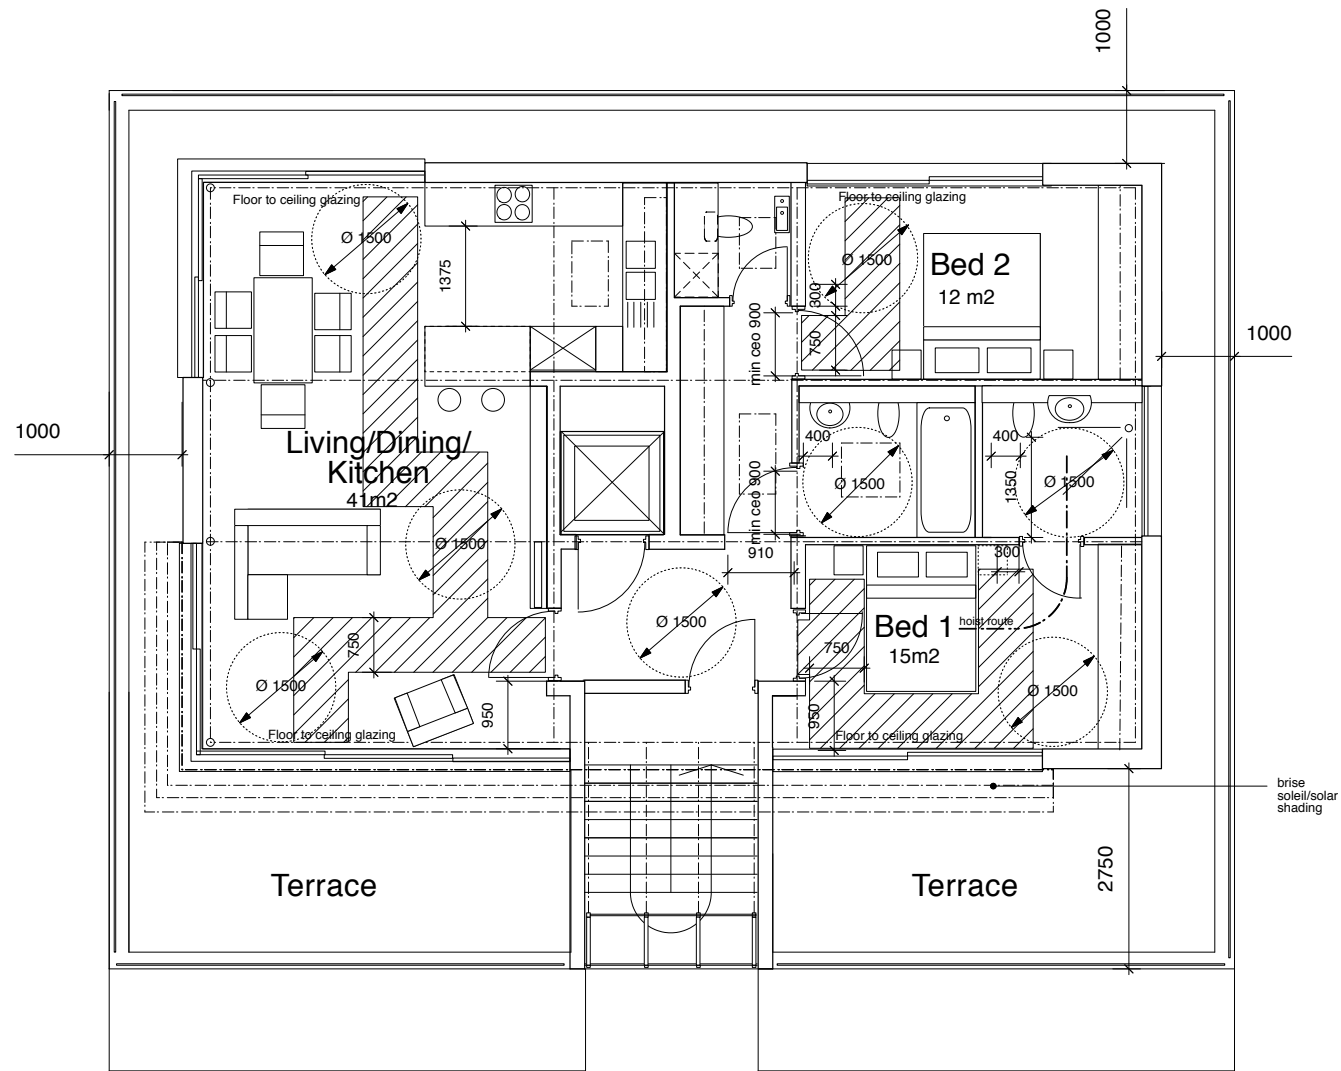 1000
Floor to ceiling glazing
Ø 1500
1375
Floor to ceiling glazing
Ø 1500
Bed 2
12 m2
300
750
min ceo 900
1000
1000
Living/Dining/
Kitchen
41m2
400
Ø 1500
400
1350
Ø 1500
min ceo 900
910
300
Ø 1500
Ø 1500
Bed 1
15m2
hoist route
750
750
Ø 1500
Ø 1500
950
950
Floor to ceiling glazing
Floor to ceiling glazing
brise
soleil/solar
shading
2750
Terrace
Terrace